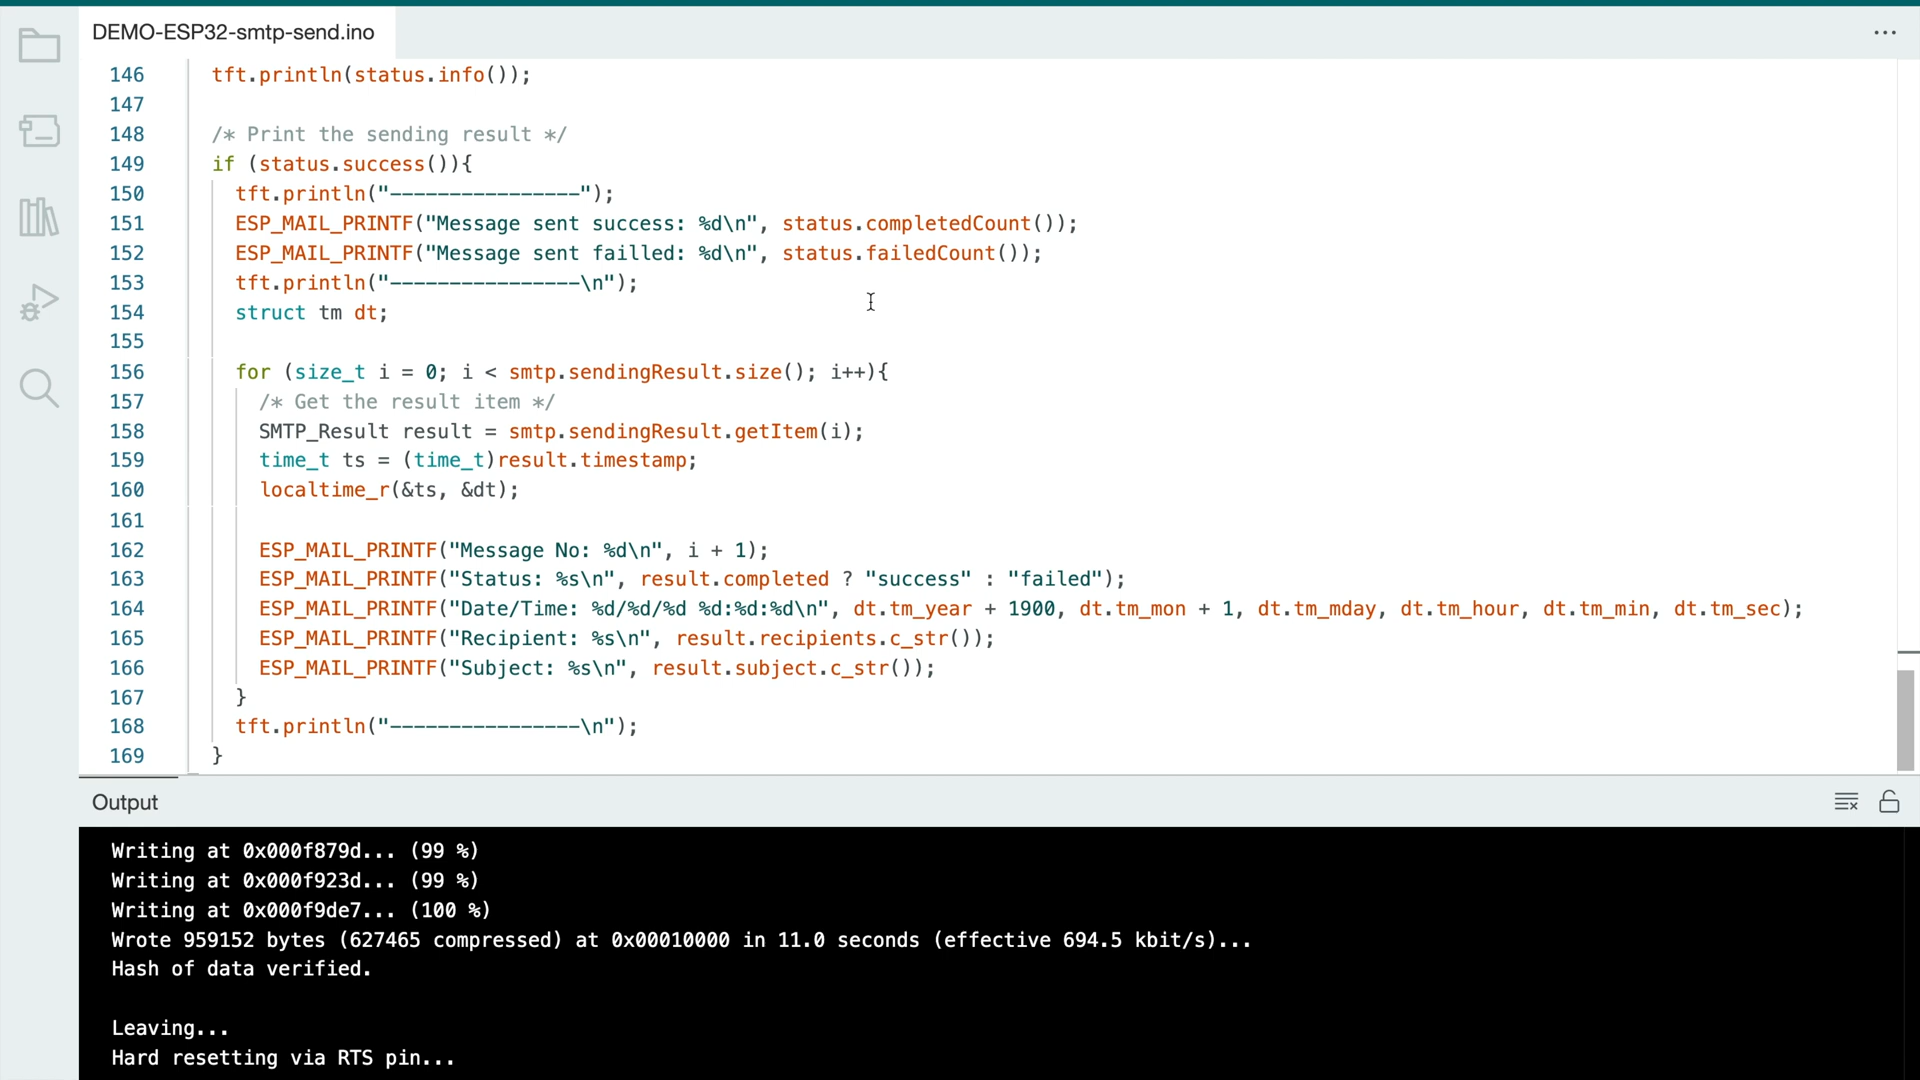 DEMO-ESP32-smtp-send.ino
...
146 tft.println(status.info());
147
148 /* Print the sending result */
149 if (status.success()){
150 tft.println("----------------");
151 ESP_MAIL_PRINTF("Message sent success: %d\n", status.completedCount());
152 ESP_MAIL_PRINTF("Message sent failled: %d\n", status.failedCount());
153 tft.println("----------------\n");
154 struct tm dt;
155
156 for (size_t i = 0; i < smtp.sendingResult.size(); i++){
157 /* Get the result item */
158 SMTP_Result result = smtp.sendingResult.getItem(i);
159 time_t ts = (time_t)result.timestamp;
160 localtime_r(&ts, &dt);
161
162 ESP_MAIL_PRINTF("Message No: %d\n", i + 1);
163 ESP_MAIL_PRINTF("Status: %s\n", result.completed ? "success" : "failed");
164 ESP_MAIL_PRINTF("Date/Time: %d/%d/%d %d:%d:%d\n", dt.tm_year + 1900, dt.tm_mon + 1, dt.tm_mday, dt.tm_hour, dt.tm_min, dt.tm_sec);
165 ESP_MAIL_PRINTF("Recipient: %s\n", result.recipients.c_str());
166 ESP_MAIL_PRINTF("Subject: %s\n", result.subject.c_str());
167 }
168 tft.println("----------------\n");
169 }
Output
Writing at 0x000f879d... (99 %)
Writing at 0x000f923d... (99 %)
Writing at 0x000f9de7... (100 %)
Wrote 959152 bytes (627465 compressed) at 0x00010000 in 11.0 seconds (effective 694.5 kbit/s)...
Hash of data verified.
Leaving...
Hard resetting via RTS pin...